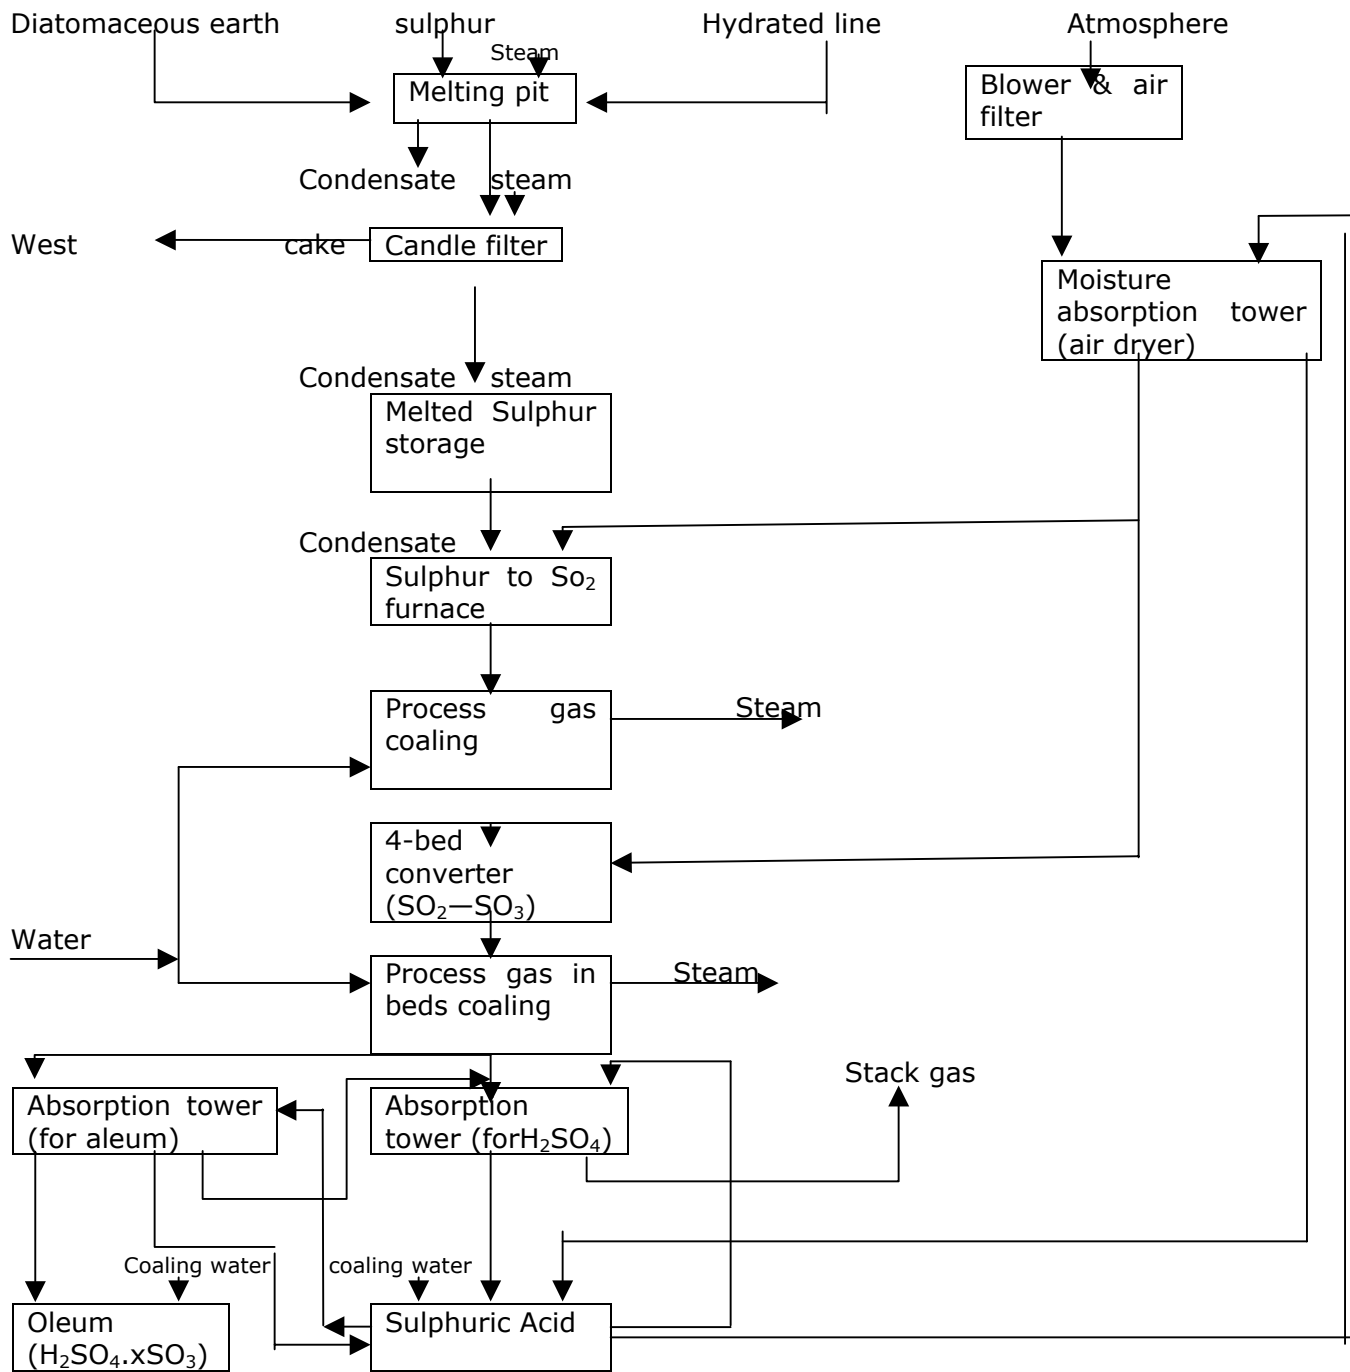 Diatomaceous earth sulphur Hydrated line Atmosphere
Steam
Melting pit
Blower & air
filter
Condensate steam
West cake Candle filter
Moisture
absorption tower
(air dryer)
Condensate steam
Melted Sulphur
storage
Condensate
Sulphur to So₂
furnace
Process gas
coaling
Steam
4-bed
converter
(SO₂—SO₃)
Water
Process gas in
beds coaling
Steam
Stack gas
Absorption tower
(for aleum)
Absorption
tower (forH₂SO₄)
Coaling water coaling water
Oleum
(H₂SO₄.xSO₃)
Sulphuric Acid